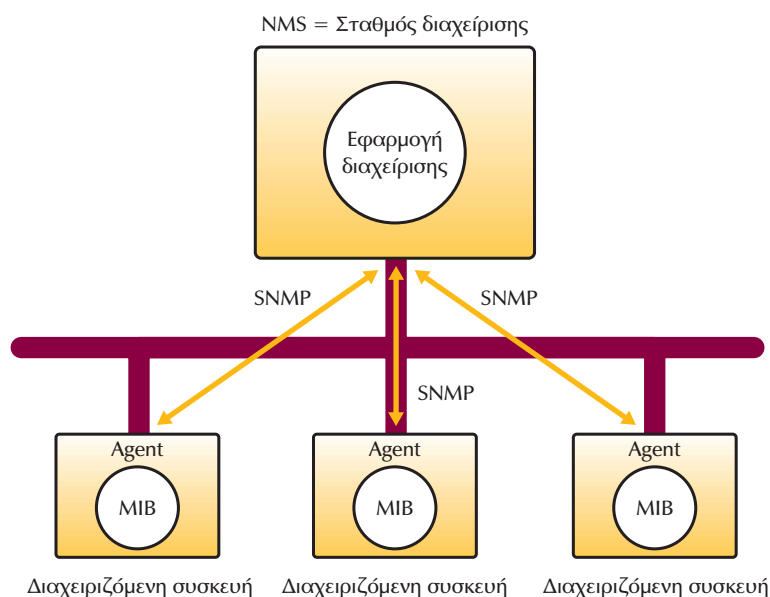 NMS = Σταθμός διαχείρισης
Εφαρμογή
διαχείρισης
SNMP
SNMP
SNMP
Agent
Agent
Agent
MIB
MIB
MIB
Διαχειριζόμενη συσκευή
Διαχειριζόμενη συσκευή
Διαχειριζόμενη συσκευή